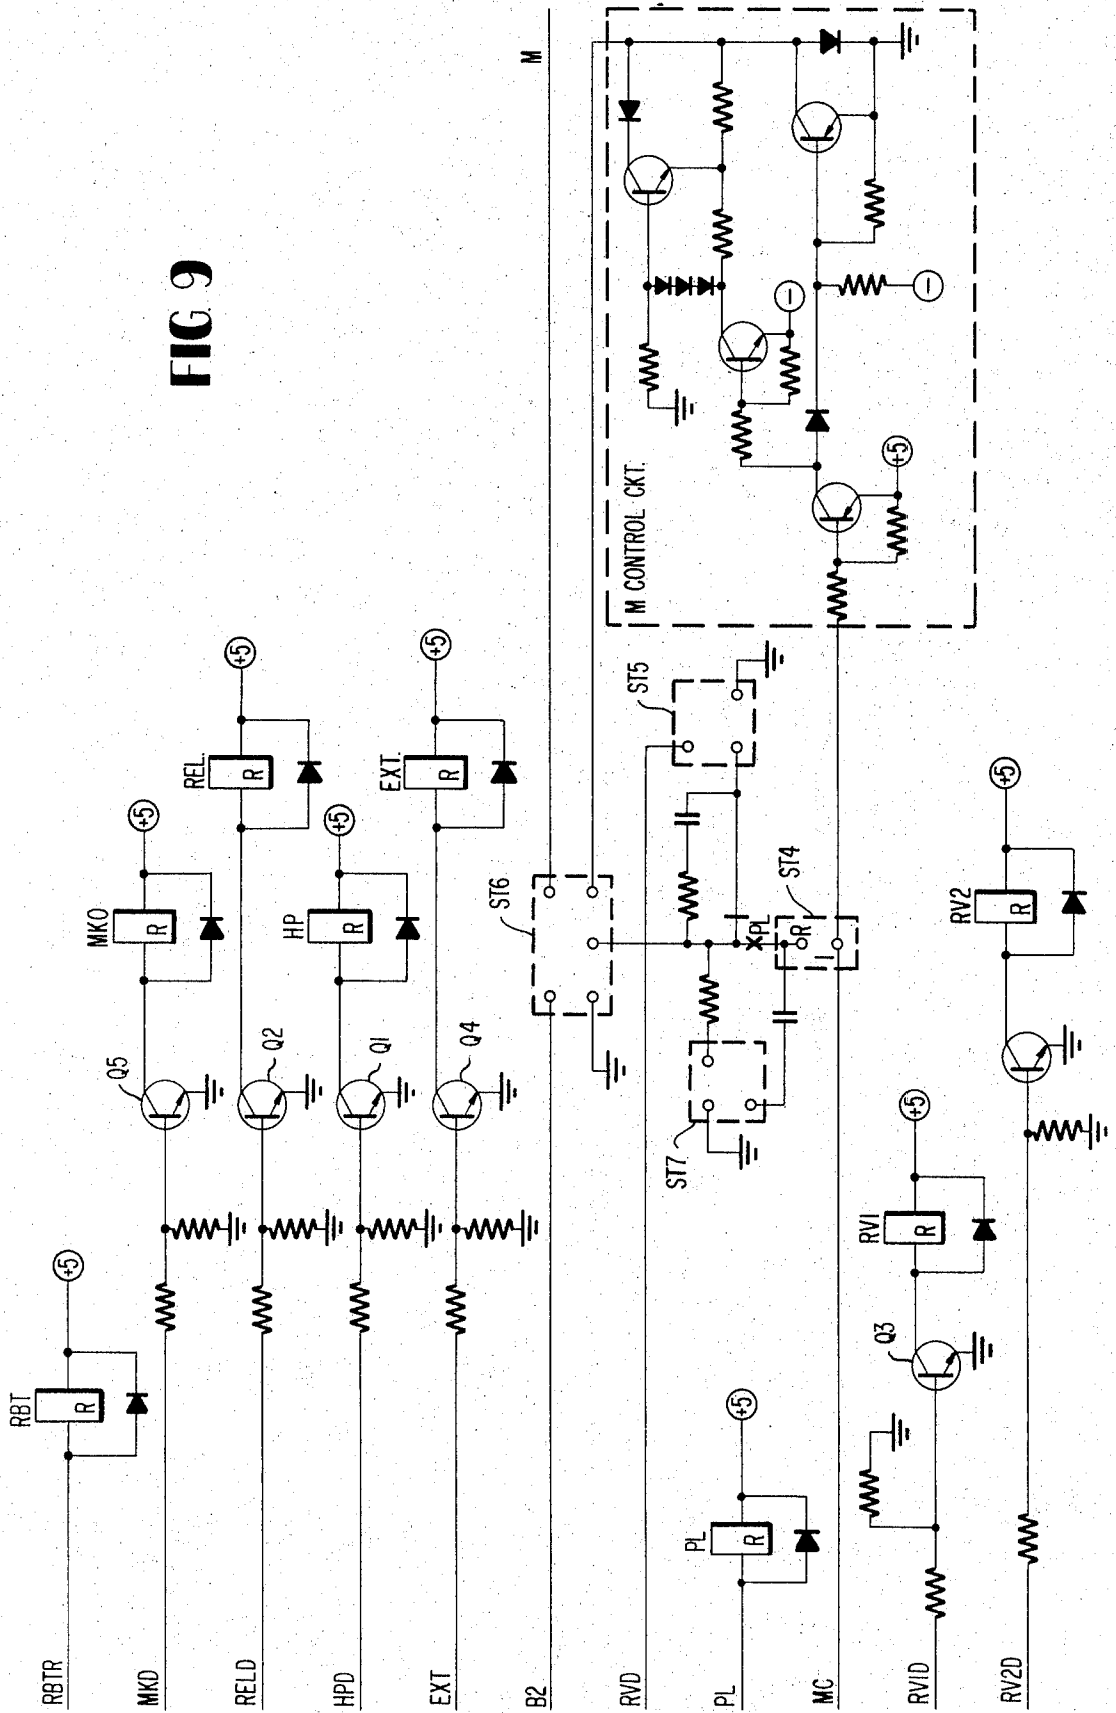 FIG. 9
RBTR
RBT
R
+5
MKD
Q5
MKO
R
+5
RELD
Q2
REL.
R
+5
HPD
Q1
HP
R
+5
EXT
Q4
EXT.
R
+5
B2
ST6
M
RVD
ST5
ST7
PL
PL
R
+5
PL
ST4
R
I
MC
M CONTROL CKT.
+5
−
−
RV1D
Q3
RV1
R
+5
RV2D
RV2
R
+5